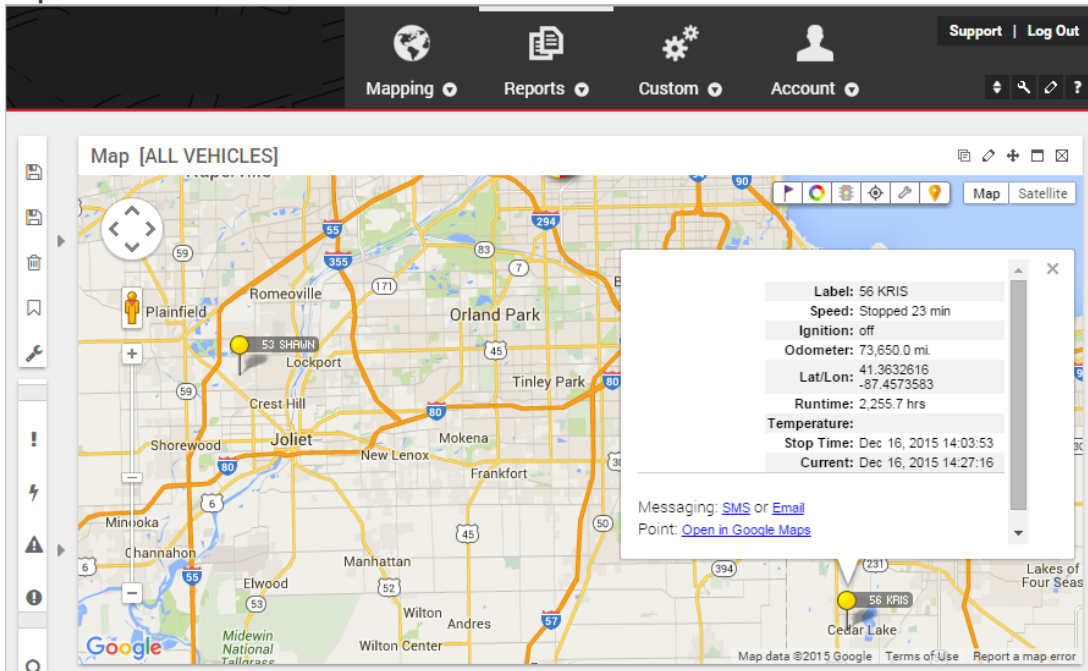 Support | Log Out
Mapping
Reports
Custom
Account
?
Map [ALL VEHICLES]
Map
Satellite
90
55
294
59
83
355
7
171
Romeoville
Plainfield
Orland Park
53 SHAWN
45
Lockport
Tinley Park
80
59
Crest Hill
80
Shorewood
Joliet
Mokena
New Lenox
80
Frankfort
6
Minooka
45
50
Channahon
6
55
Manhattan
Elwood
52
53
Wilton
Andres
57
Midewin
National
Tallgrass
Wilton Center
394
231
Lakes of
Four Seas
56 KRIS
Cedar Lake
Label: 56 KRIS
Speed: Stopped 23 min
Ignition: off
Odometer: 73,650.0 mi.
Lat/Lon: 41.3632616
-87.4573583
Runtime: 2,255.7 hrs
Temperature:
Stop Time: Dec 16, 2015 14:03:53
Current: Dec 16, 2015 14:27:16
Messaging: SMS or Email
Point: Open in Google Maps
Google
Map data ©2015 Google Terms of Use Report a map error